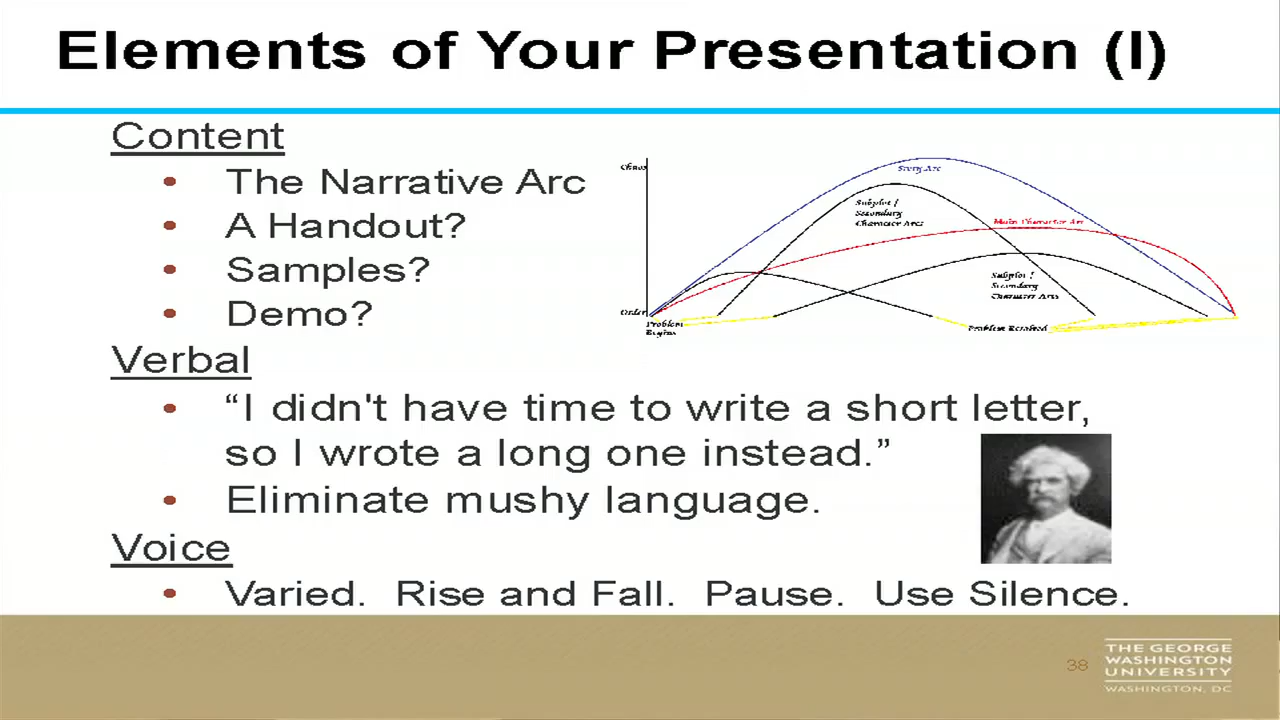 Elements of Your Presentation (I)
Content
• The Narrative Arc
• A Handout?
• Samples?
• Demo?
Chaos
Story Arc
Subplot /
Secondary
Character Arcs
Main Character Arc
Subplot /
Secondary
Character Arcs
Order
Problem
Begins
Problem Resolved
Verbal
• “I didn't have time to write a short letter,
so I wrote a long one instead.”
• Eliminate mushy language.
Voice
• Varied. Rise and Fall. Pause. Use Silence.
38
THE GEORGE
WASHINGTON
UNIVERSITY
WASHINGTON, DC